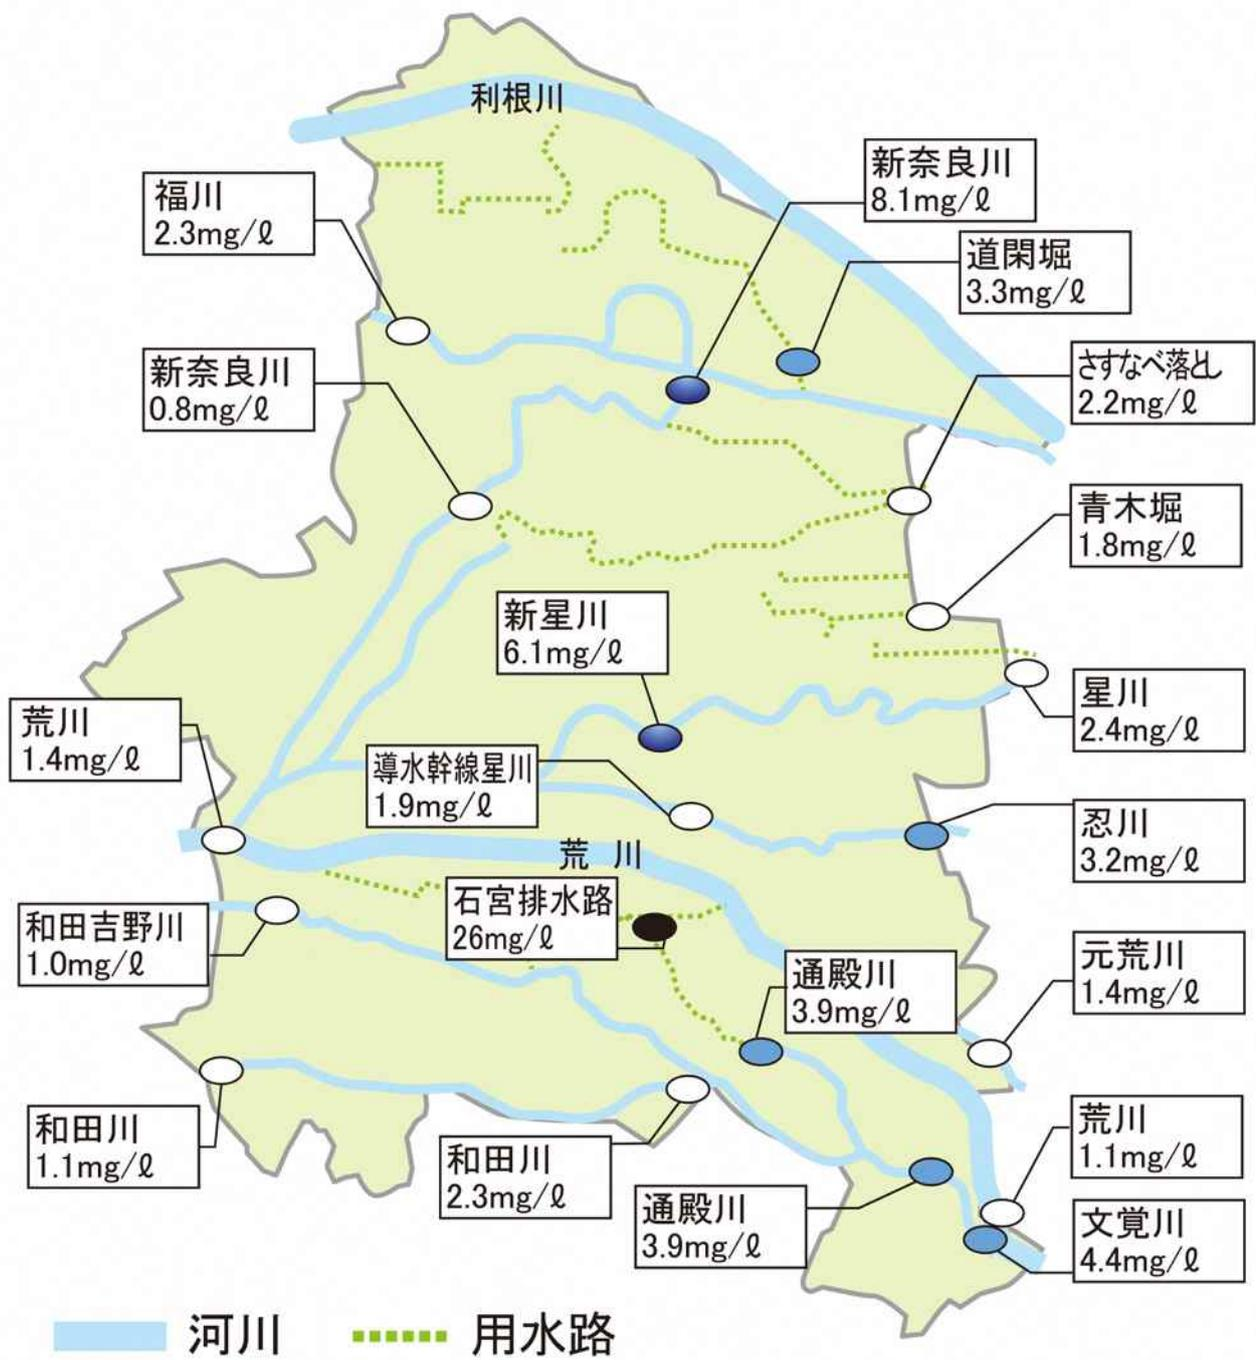 利根川
新奈良川
8.1mg/ℓ
福川
2.3mg/ℓ
道閑堀
3.3mg/ℓ
新奈良川
0.8mg/ℓ
さすなべ落とし
2.2mg/ℓ
青木堀
1.8mg/ℓ
新星川
6.1mg/ℓ
星川
2.4mg/ℓ
荒川
1.4mg/ℓ
導水幹線星川
1.9mg/ℓ
忍川
3.2mg/ℓ
荒 川
石宮排水路
26mg/ℓ
和田吉野川
1.0mg/ℓ
通殿川
3.9mg/ℓ
元荒川
1.4mg/ℓ
和田川
1.1mg/ℓ
和田川
2.3mg/ℓ
荒川
1.1mg/ℓ
通殿川
3.9mg/ℓ
文覚川
4.4mg/ℓ
河川
用水路